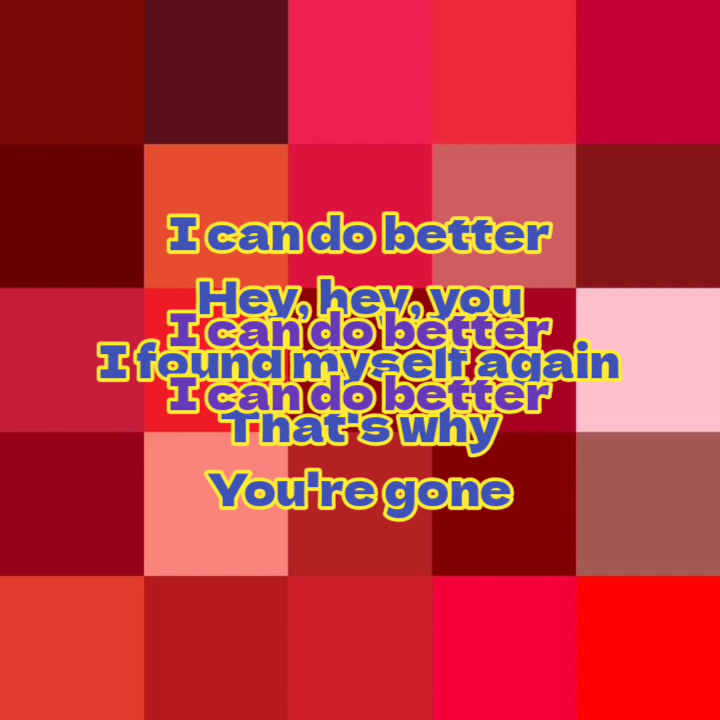 I can do better
Hey, hey, you
I can do better
I found myself again
I can do better
That's why
You're gone